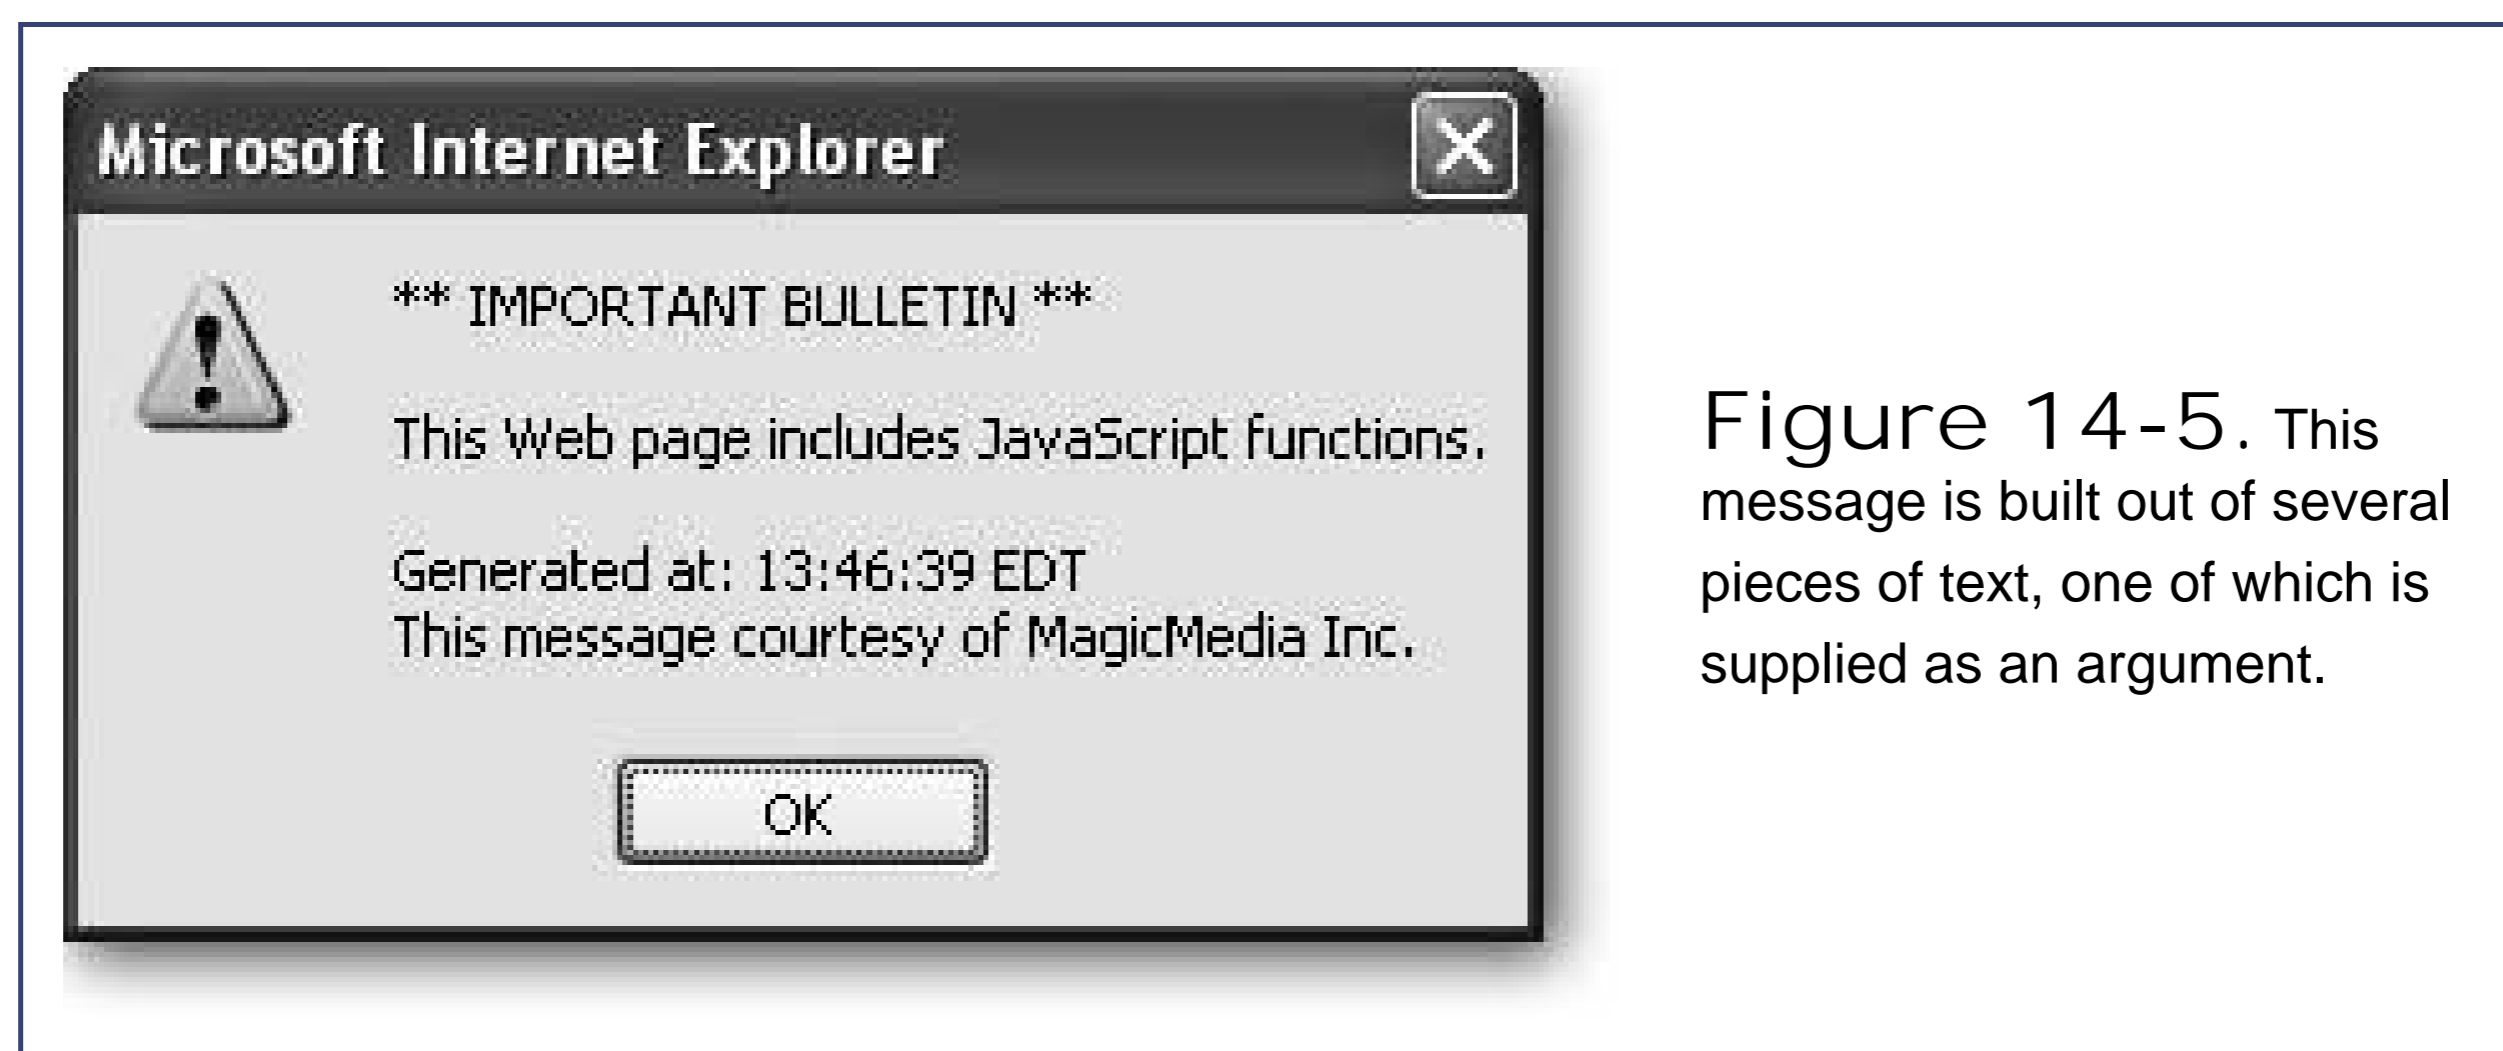 Microsoft Internet Explorer
** IMPORTANT BULLETIN **
This Web page includes JavaScript functions.
Generated at: 13:46:39 EDT
This message courtesy of MagicMedia Inc.
OK
Figure 14-5. This
message is built out of several
pieces of text, one of which is
supplied as an argument.